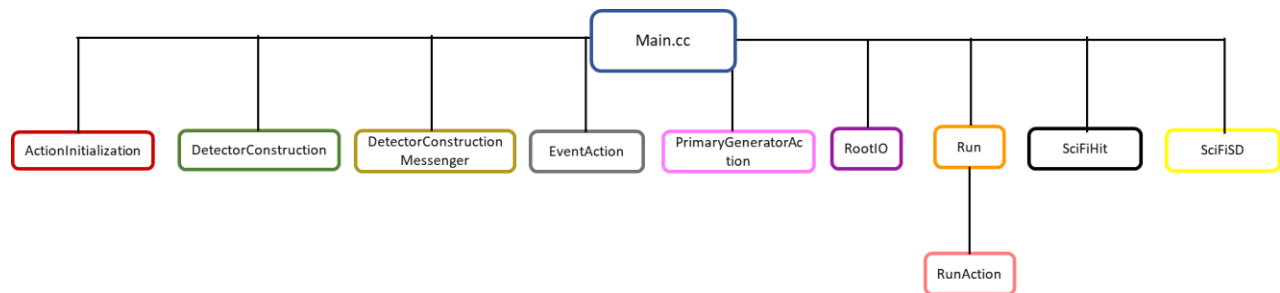 Main.cc
ActionInitialization
DetectorConstruction
DetectorConstruction
Messenger
EventAction
PrimaryGeneratorAc
tion
RootIO
Run
SciFiHit
SciFiSD
RunAction